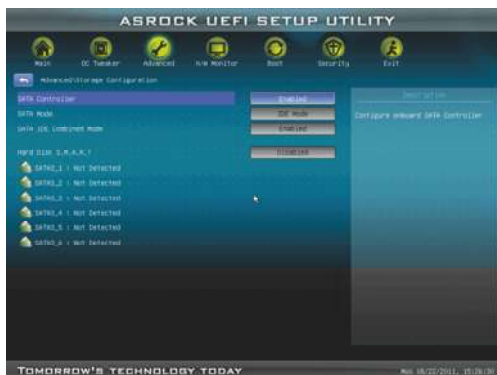 ASROCK UEFI SETUP UTILITY
Main OC Tweaker Advanced H/W Monitor Boot Security Exit
Advanced\Storage Configuration
Description
SATA Controller Enabled
SATA Mode IDE Mode
Configure onboard SATA Controller
SATA IDE Combined Mode Enabled
Hard Disk S.M.A.R.T Disabled
SATA3_1 : Not Detected
SATA3_2 : Not Detected
SATA3_3 : Not Detected
SATA3_4 : Not Detected
SATA3_5 : Not Detected
SATA3_6 : Not Detected
TOMORROW'S TECHNOLOGY TODAY